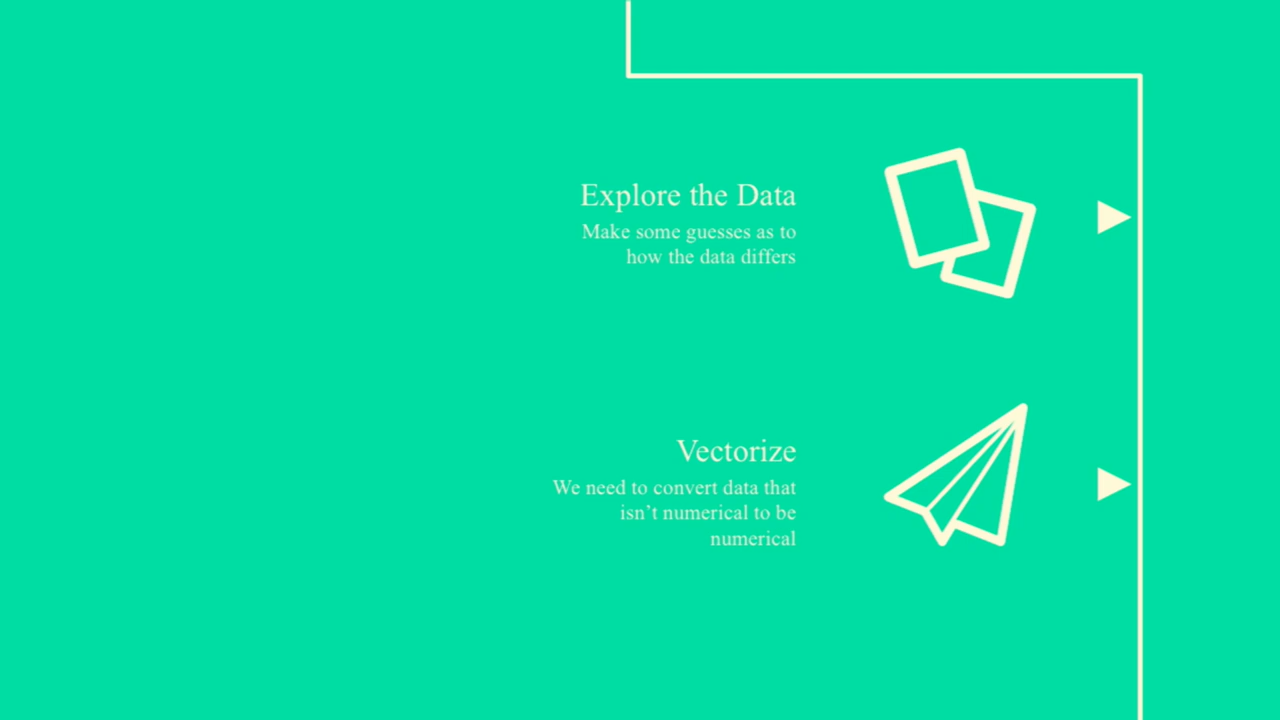 Explore the Data
Make some guesses as to
how the data differs
Vectorize
We need to convert data that
isn’t numerical to be
numerical